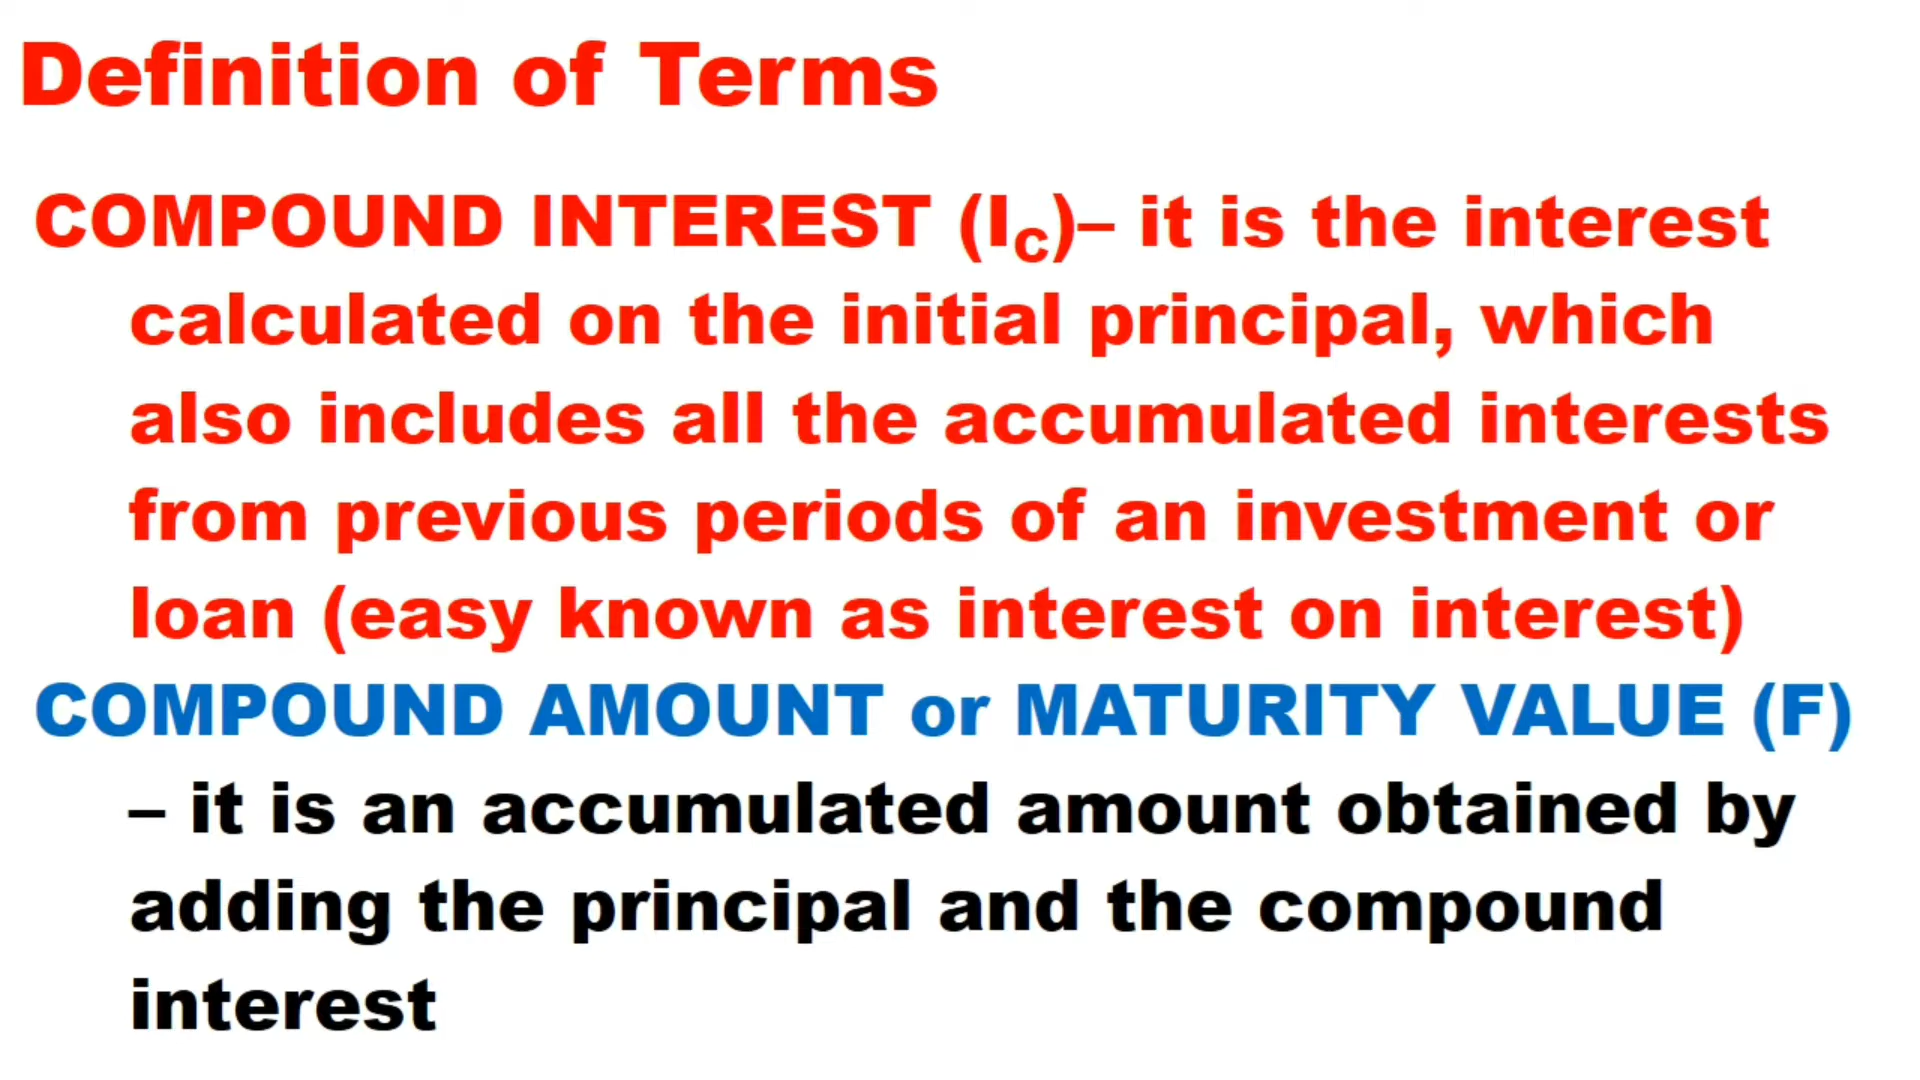 Definition of Terms
COMPOUND INTEREST (Ic)– it is the interest
calculated on the initial principal, which
also includes all the accumulated interests
from previous periods of an investment or
loan (easy known as interest on interest)
COMPOUND AMOUNT or MATURITY VALUE (F)
– it is an accumulated amount obtained by
adding the principal and the compound
interest